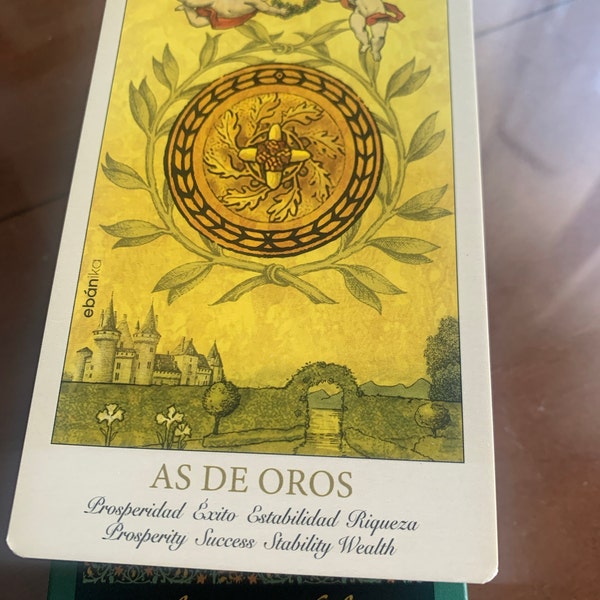 ebánika
AS DE OROS
Prosperidad Éxito Estabilidad Riqueza
Prosperity Success Stability Wealth